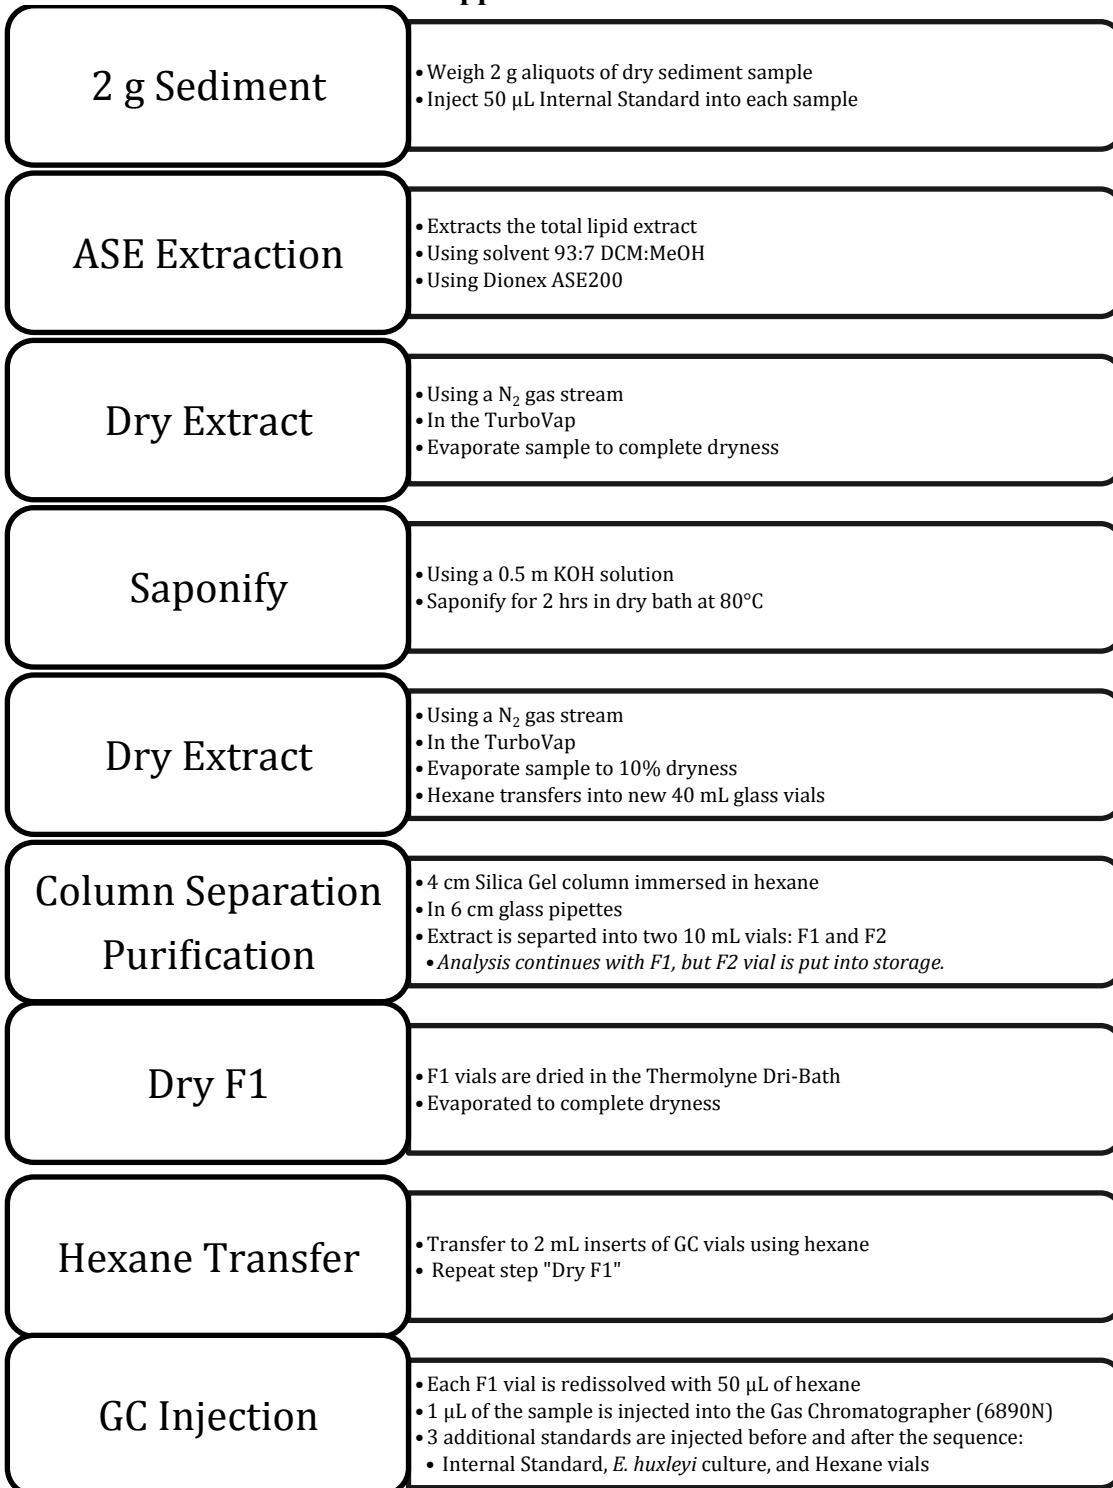 2 g Sediment
• Weigh 2 g aliquots of dry sediment sample
• Inject 50 μL Internal Standard into each sample
ASE Extraction
• Extracts the total lipid extract
• Using solvent 93:7 DCM:MeOH
• Using Dionex ASE200
Dry Extract
• Using a N₂ gas stream
• In the TurboVap
• Evaporate sample to complete dryness
Saponify
• Using a 0.5 m KOH solution
• Saponify for 2 hrs in dry bath at 80°C
Dry Extract
• Using a N₂ gas stream
• In the TurboVap
• Evaporate sample to 10% dryness
• Hexane transfers into new 40 mL glass vials
Column Separation
Purification
• 4 cm Silica Gel column immersed in hexane
• In 6 cm glass pipettes
• Extract is separted into two 10 mL vials: F1 and F2
• Analysis continues with F1, but F2 vial is put into storage.
Dry F1
• F1 vials are dried in the Thermolyne Dri-Bath
• Evaporated to complete dryness
Hexane Transfer
• Transfer to 2 mL inserts of GC vials using hexane
• Repeat step "Dry F1"
GC Injection
• Each F1 vial is redissolved with 50 μL of hexane
• 1 μL of the sample is injected into the Gas Chromatographer (6890N)
• 3 additional standards are injected before and after the sequence:
• Internal Standard, E. huxleyi culture, and Hexane vials